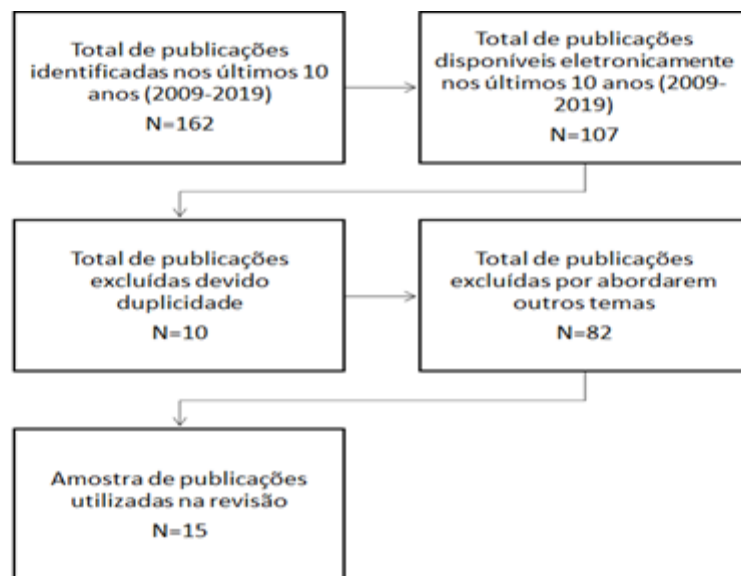 Total de publicações
identificadas nos últimos 10
anos (2009-2019)
N=162
Total de publicações
disponíveis eletronicamente
nos últimos 10 anos (2009-
2019)
N=107
Total de publicações
excluídas devido
duplicidade
N=10
Total de publicações
excluídas por abordarem
outros temas
N=82
Amostra de publicações
utilizadas na revisão
N=15